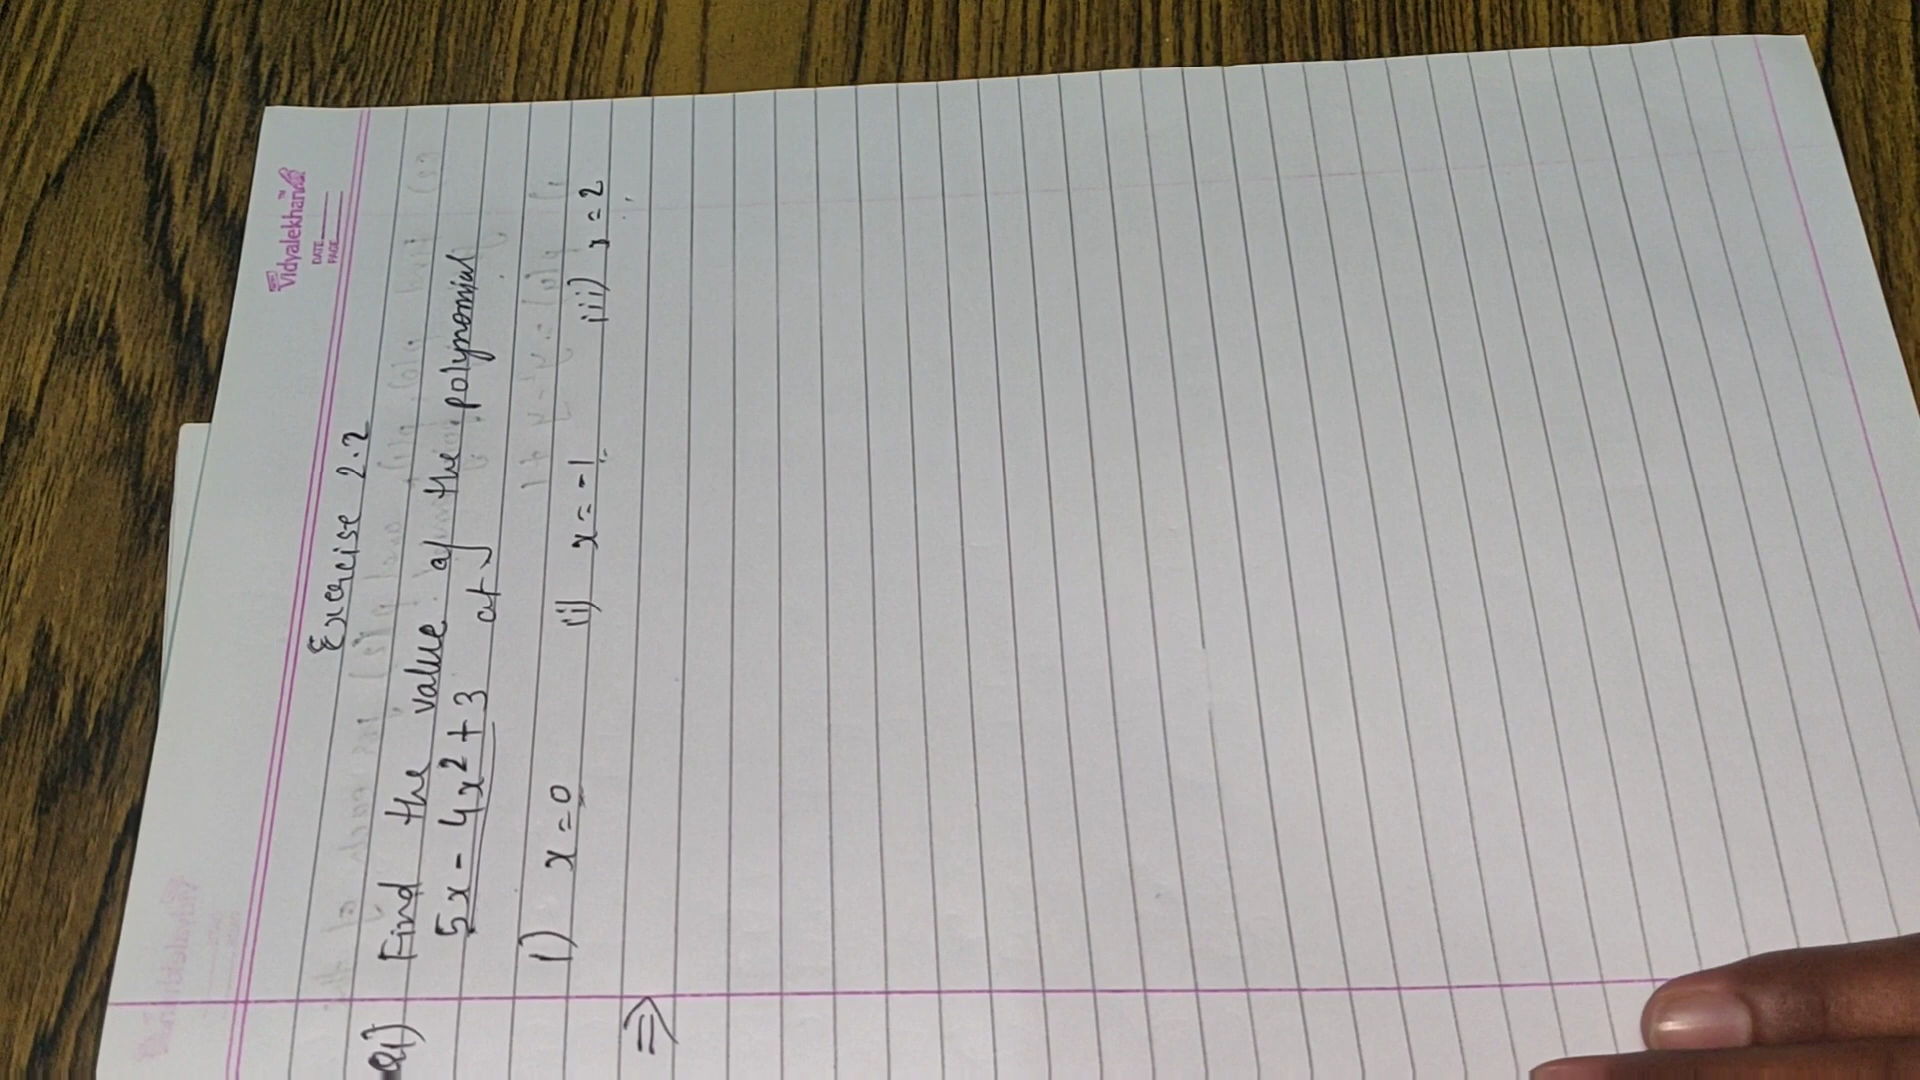 Vidyalekhan™
DATE
PAGE
Exercise 2.2
Q1) Find the value of the polynomial
5x - 4x² + 3 at
i) x = 0 ii) x = -1 iii) x = 2
⇒